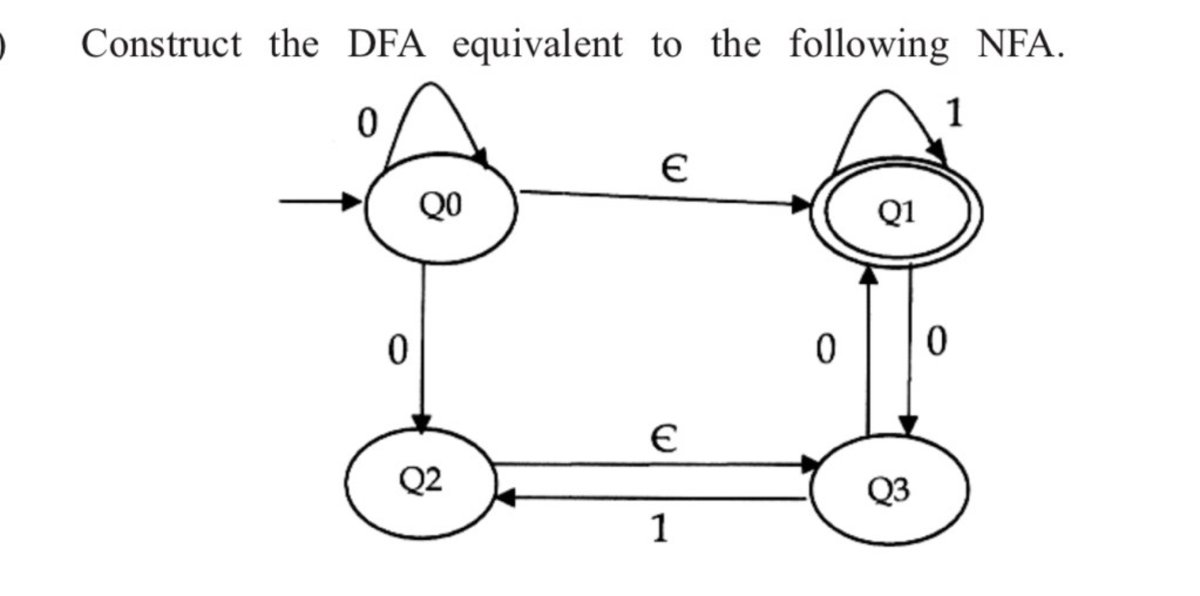 ) Construct the DFA equivalent to the following NFA.
0 1
ϵ
Q0 Q1
0 0 0
ϵ
Q2 Q3
1